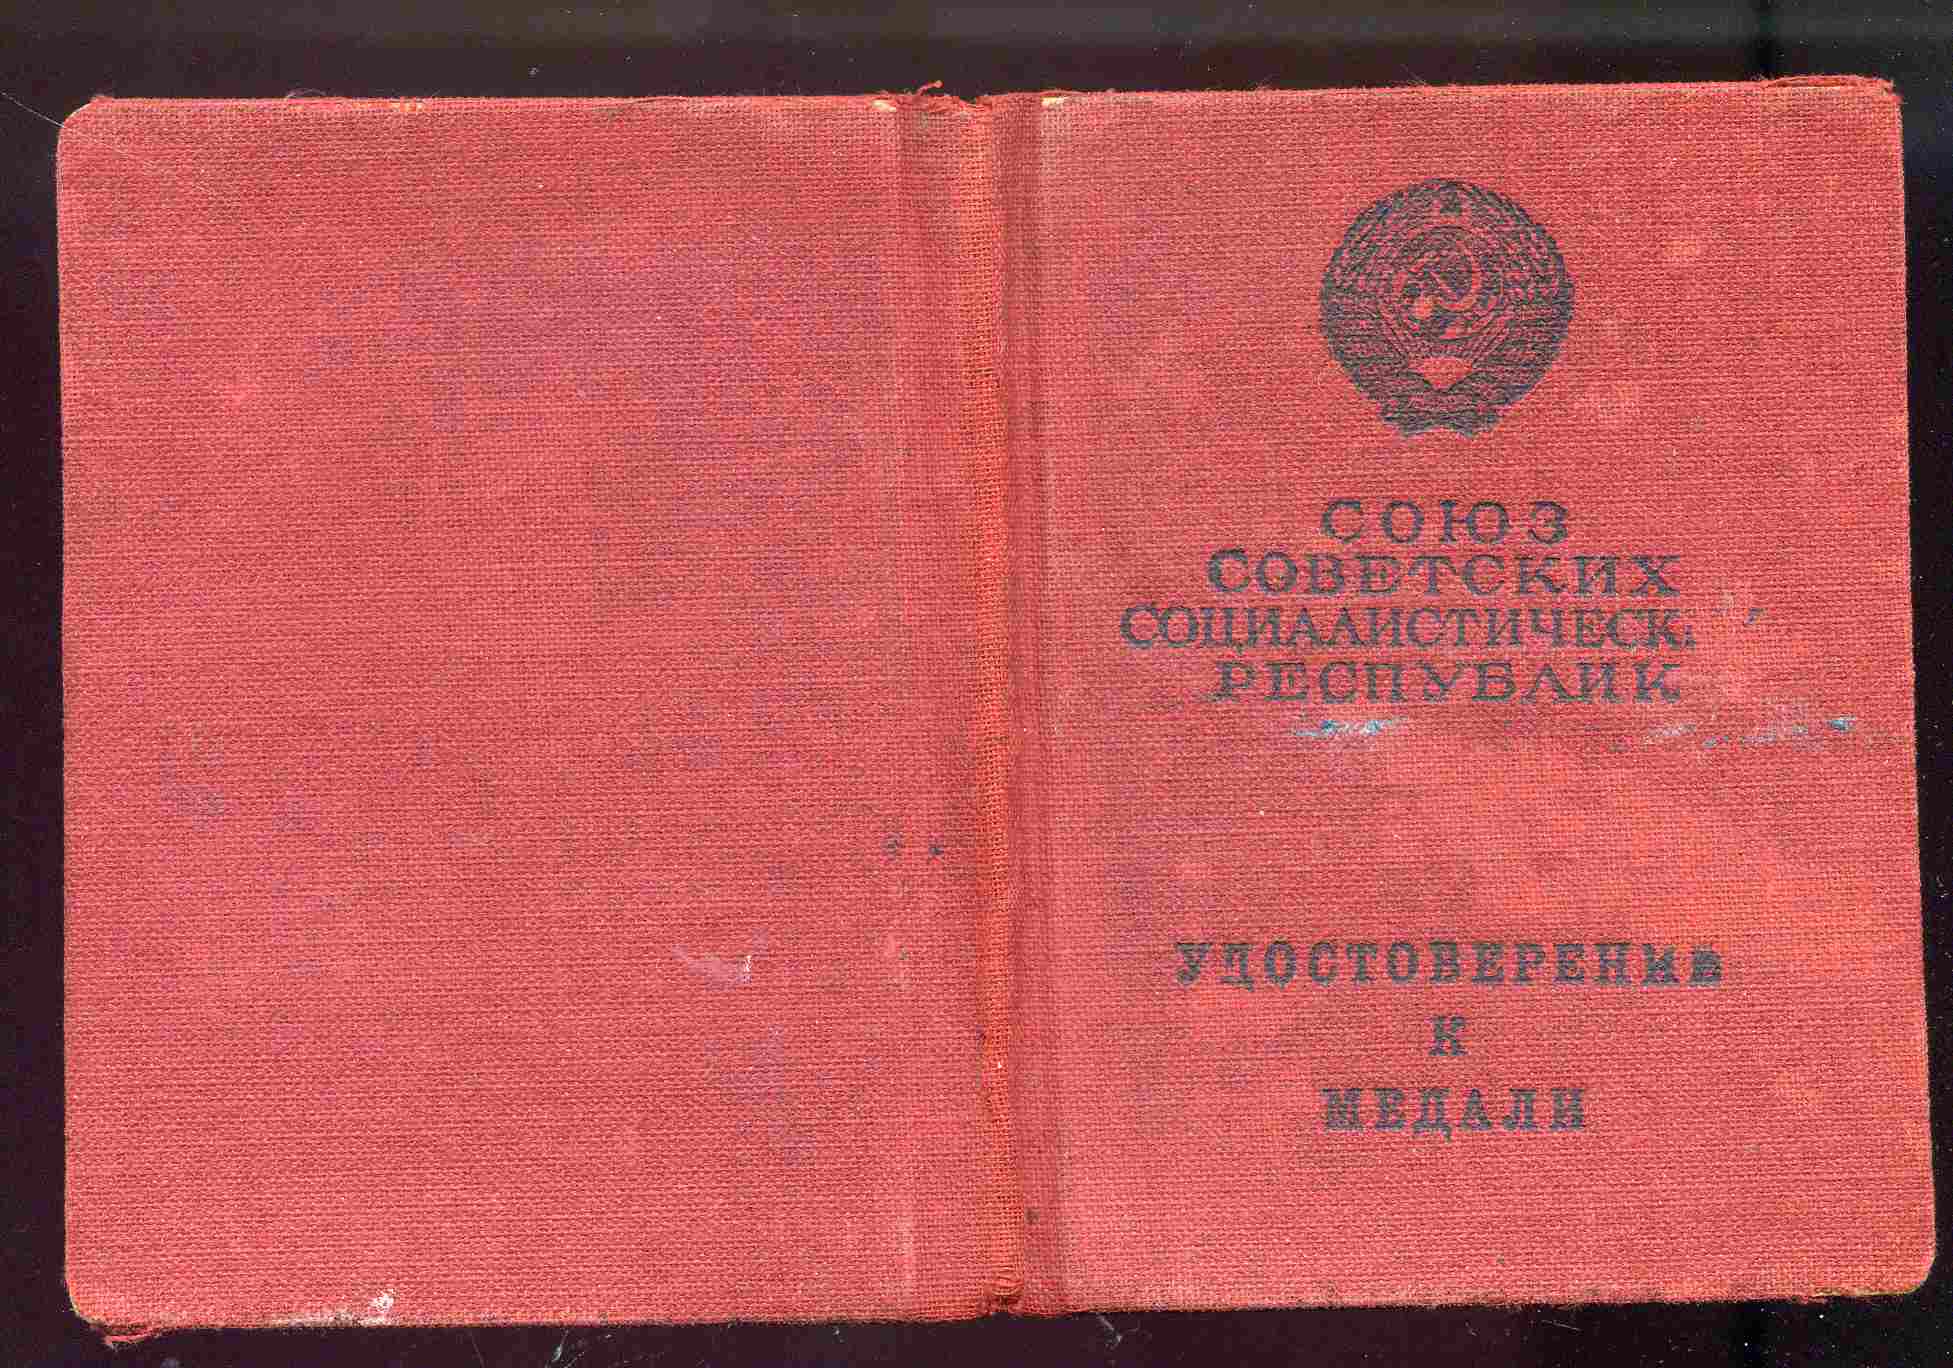 СОЮЗ
СОВЕТСКИХ
СОЦИАЛИСТИЧЕСК
РЕСПУБЛИК
УДОСТОВЕРЕНИЕ
К
МЕДАЛИ